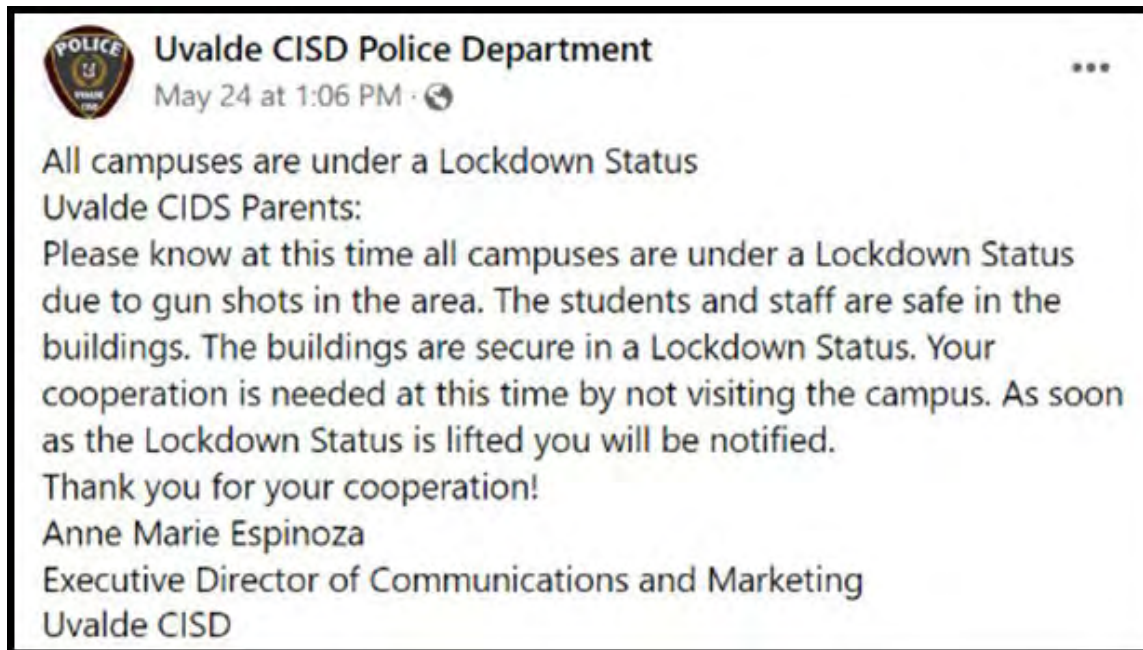 POLICE
UVALDE
CISD
Uvalde CISD Police Department
May 24 at 1:06 PM ·
All campuses are under a Lockdown Status
Uvalde CIDS Parents:
Please know at this time all campuses are under a Lockdown Status
due to gun shots in the area. The students and staff are safe in the
buildings. The buildings are secure in a Lockdown Status. Your
cooperation is needed at this time by not visiting the campus. As soon
as the Lockdown Status is lifted you will be notified.
Thank you for your cooperation!
Anne Marie Espinoza
Executive Director of Communications and Marketing
Uvalde CISD